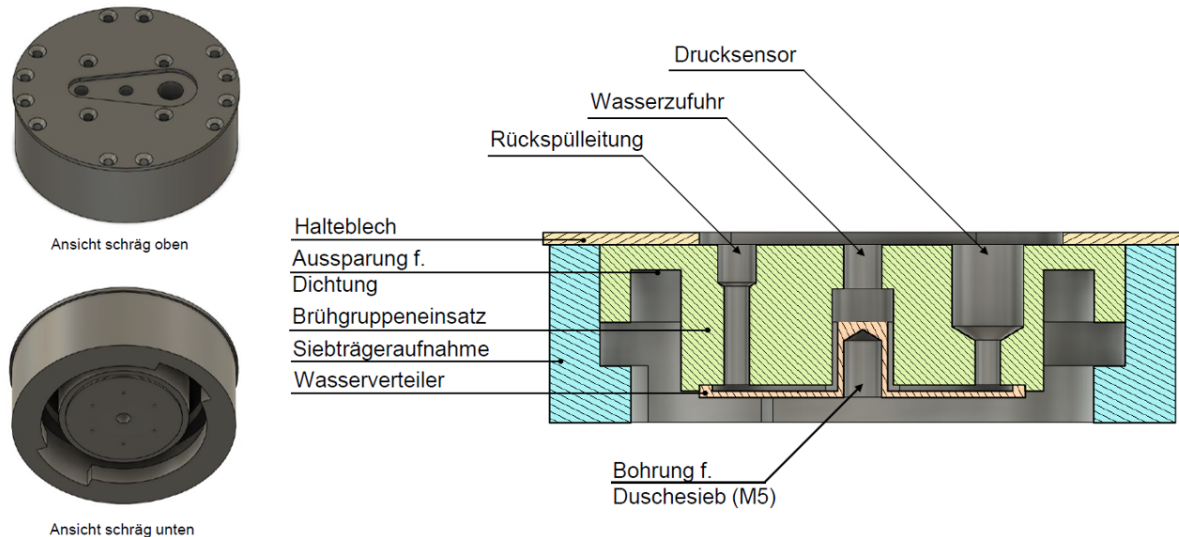 Ansicht schräg oben
Ansicht schräg unten
Drucksensor
Wasserzufuhr
Rückspülleitung
Halteblech
Aussparung f.
Dichtung
Brühgruppeneinsatz
Siebträgeraufnahme
Wasserverteiler
Bohrung f.
Duschesieb (M5)